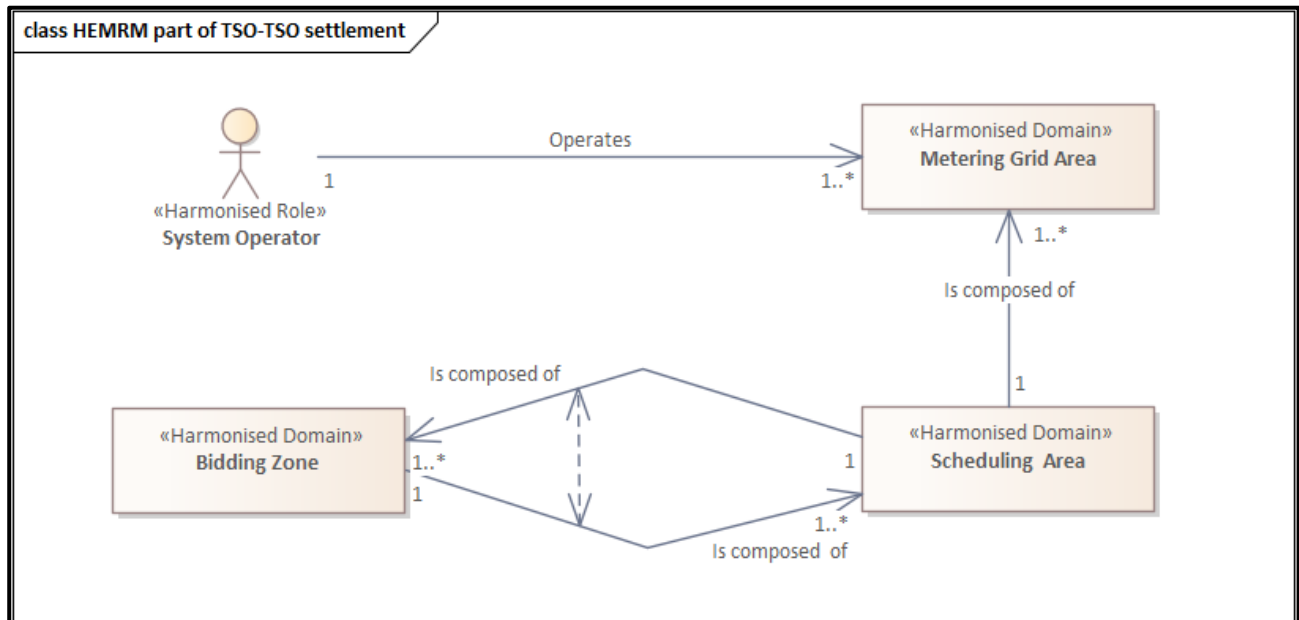 class HEMRM part of TSO-TSO settlement
Operates
1
1..*
«Harmonised Role»
System Operator
«Harmonised Domain»
Metering Grid Area
1..*
Is composed of
1
Is composed of
«Harmonised Domain»
Bidding Zone
1..*
1
«Harmonised Domain»
Scheduling Area
1
1..*
Is composed of